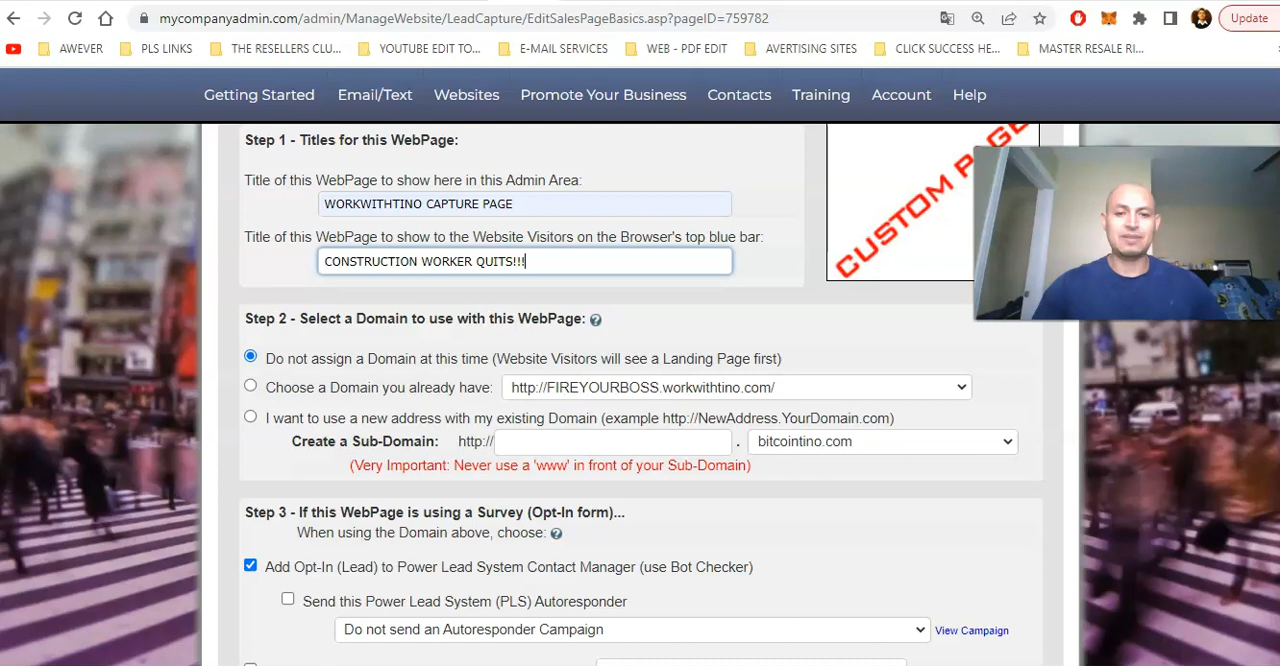 mycompanyadmin.com/admin/ManageWebsite/LeadCapture/EditSalesPageBasics.asp?pageID=759782
Update
AWEVER
PLS LINKS
THE RESELLERS CLU...
YOUTUBE EDIT TO...
E-MAIL SERVICES
WEB - PDF EDIT
AVERTISING SITES
CLICK SUCCESS HE...
MASTER RESALE RI...
Getting Started
Email/Text
Websites
Promote Your Business
Contacts
Training
Account
Help
Step 1 - Titles for this WebPage:
Title of this WebPage to show here in this Admin Area:
WORKWITHTINO CAPTURE PAGE
Title of this WebPage to show to the Website Visitors on the Browser's top blue bar:
CONSTRUCTION WORKER QUITS!!!
CUSTOM PAGE
Step 2 - Select a Domain to use with this WebPage: ?
Do not assign a Domain at this time (Website Visitors will see a Landing Page first)
Choose a Domain you already have: http://FIREYOURBOSS.workwithtino.com/
I want to use a new address with my existing Domain (example http://NewAddress.YourDomain.com)
Create a Sub-Domain: http:// . bitcointino.com
(Very Important: Never use a 'www' in front of your Sub-Domain)
Step 3 - If this WebPage is using a Survey (Opt-In form)...
When using the Domain above, choose: ?
Add Opt-In (Lead) to Power Lead System Contact Manager (use Bot Checker)
Send this Power Lead System (PLS) Autoresponder
Do not send an Autoresponder Campaign
View Campaign